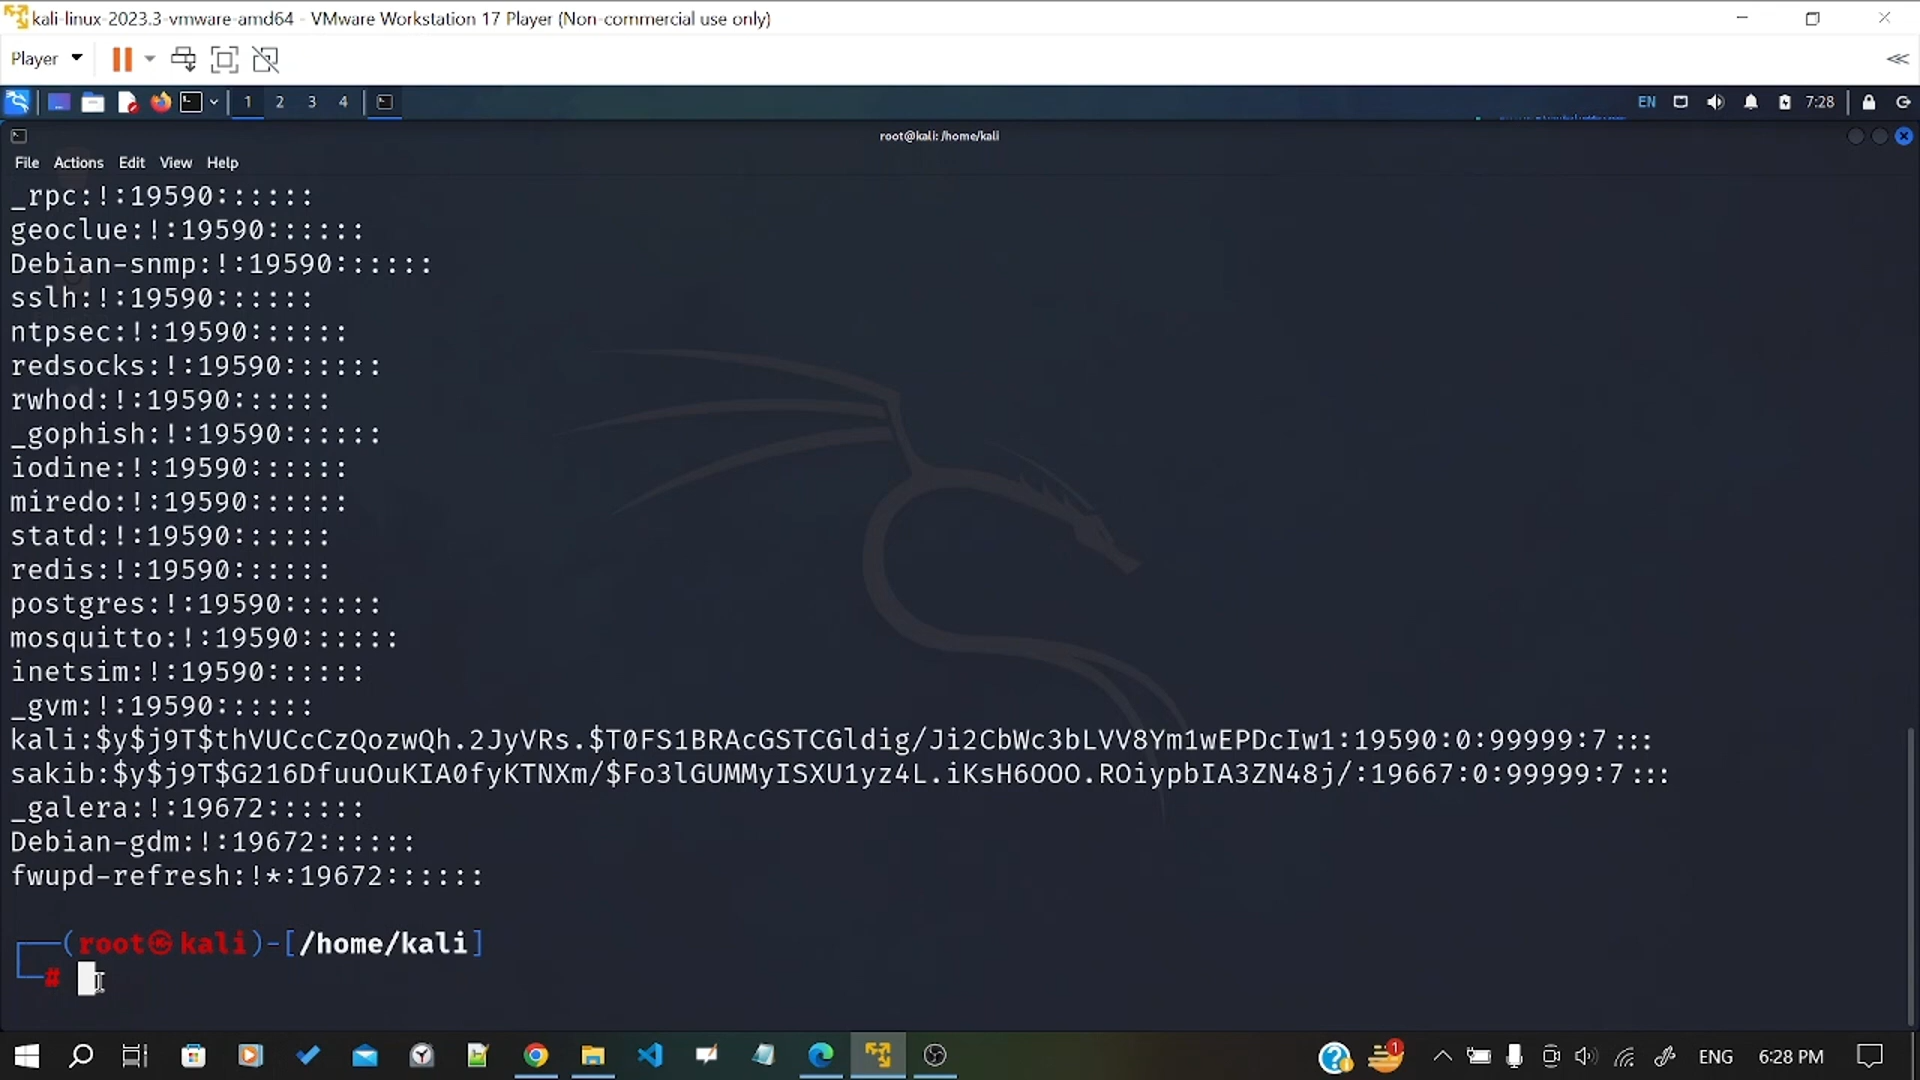 kali-linux-2023.3-vmware-amd64 - VMware Workstation 17 Player (Non-commercial use only)
Player
1 2 3 4
EN 7:28
root@kali: /home/kali
File Actions Edit View Help
_rpc:!:19590::::::
geoclue:!:19590::::::
Debian-snmp:!:19590::::::
sslh:!:19590::::::
ntpsec:!:19590::::::
redsocks:!:19590::::::
rwhod:!:19590::::::
_gophish:!:19590::::::
iodine:!:19590::::::
miredo:!:19590::::::
statd:!:19590::::::
redis:!:19590::::::
postgres:!:19590::::::
mosquitto:!:19590::::::
inetsim:!:19590::::::
_gvm:!:19590::::::
kali:$y$j9T$thVUCcCzQozwQh.2JyVRs.$T0FS1BRAcGSTCGldig/Ji2CbWc3bLVV8Ym1wEPDcIw1:19590:0:99999:7:::
sakib:$y$j9T$G216DfuuOuKIA0fyKTNXm/$Fo3lGUMMyISXU1yz4L.iKsH6OOO.ROiypbIA3ZN48j/:19667:0:99999:7:::
_galera:!:19672::::::
Debian-gdm:!:19672::::::
fwupd-refresh:!*:19672::::::
(root㉿kali)-[/home/kali]
#
1
ENG 6:28 PM